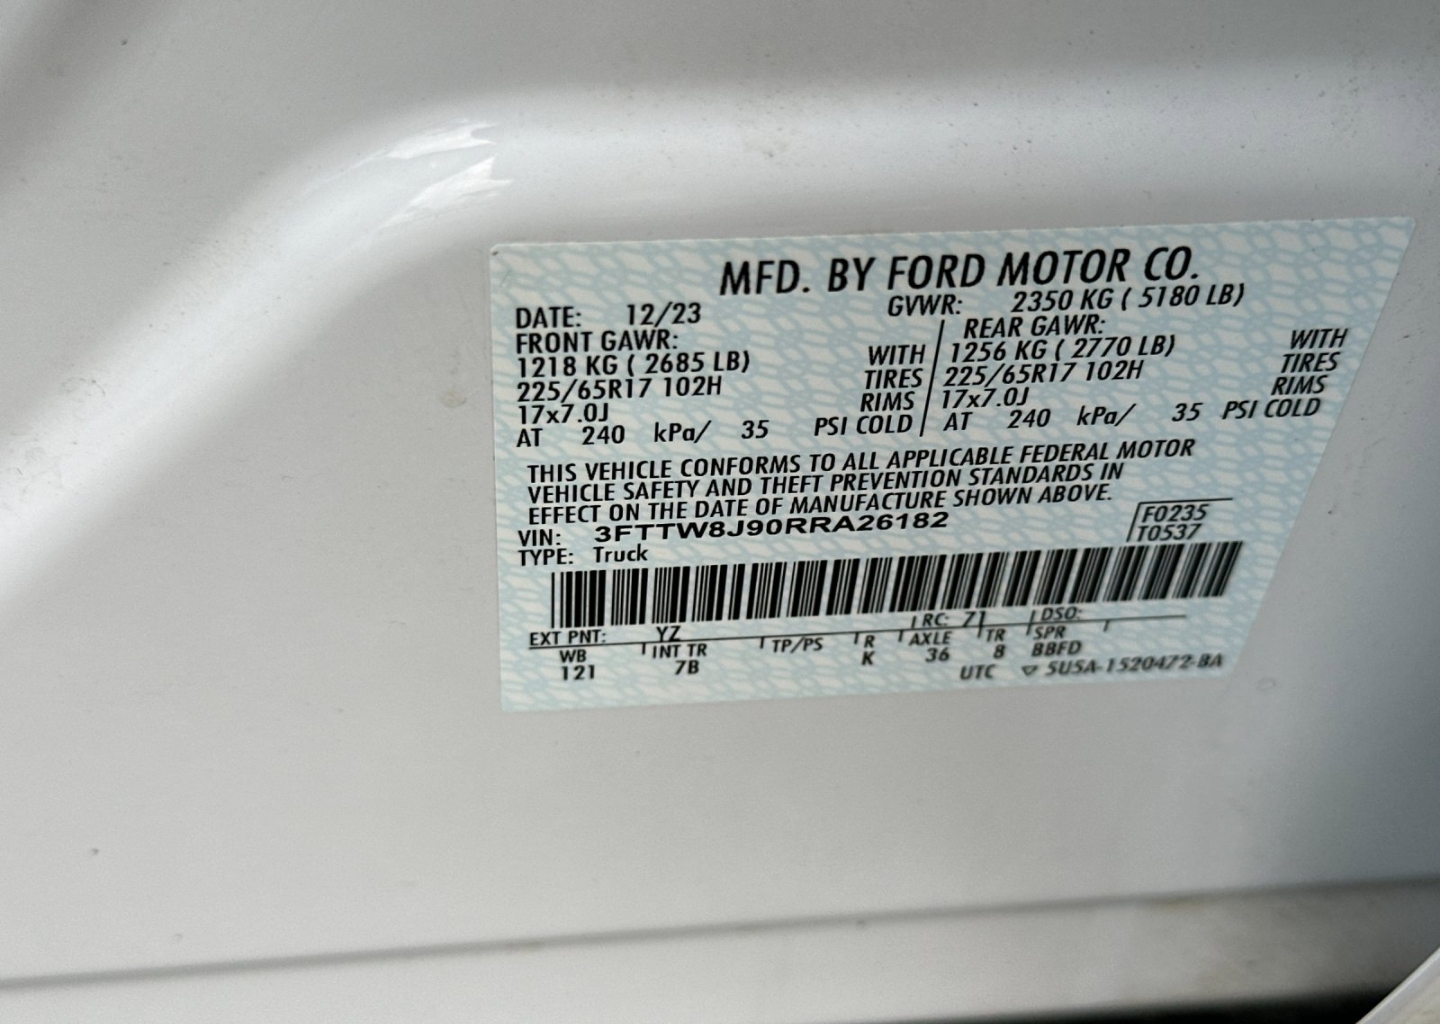 MFD. BY FORD MOTOR CO.
DATE: 12/23 GVWR: 2350 KG ( 5180 LB)
FRONT GAWR: REAR GAWR:
1218 KG ( 2685 LB) WITH 1256 KG ( 2770 LB) WITH
225/65R17 102H TIRES 225/65R17 102H TIRES
17x7.0J RIMS 17x7.0J RIMS
AT 240 kPa/ 35 PSI COLD AT 240 kPa/ 35 PSI COLD
THIS VEHICLE CONFORMS TO ALL APPLICABLE FEDERAL MOTOR
VEHICLE SAFETY AND THEFT PREVENTION STANDARDS IN
EFFECT ON THE DATE OF MANUFACTURE SHOWN ABOVE.
VIN: 3FTTW8J90RRA26182 F0235
TYPE: Truck T0537
EXT PNT: YZ RC: 71 DSO:
WB INT TR TP/PS R AXLE TR SPR
121 7B K 36 8 BBFD
UTC ▽ 5U5A-1520472-BA